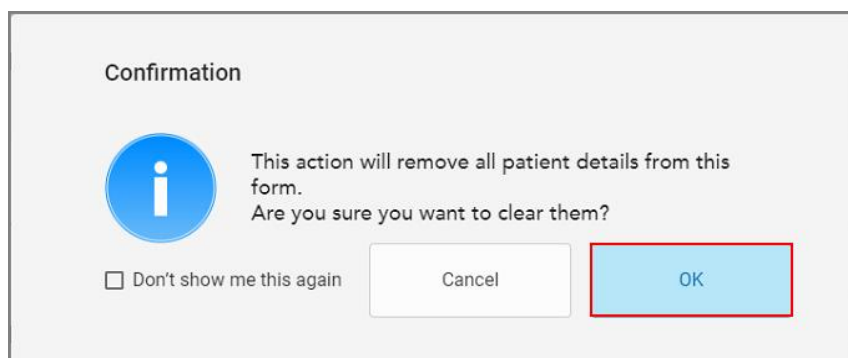 Confirmation
This action will remove all patient details from this
form.
Are you sure you want to clear them?
Don't show me this again
Cancel
OK